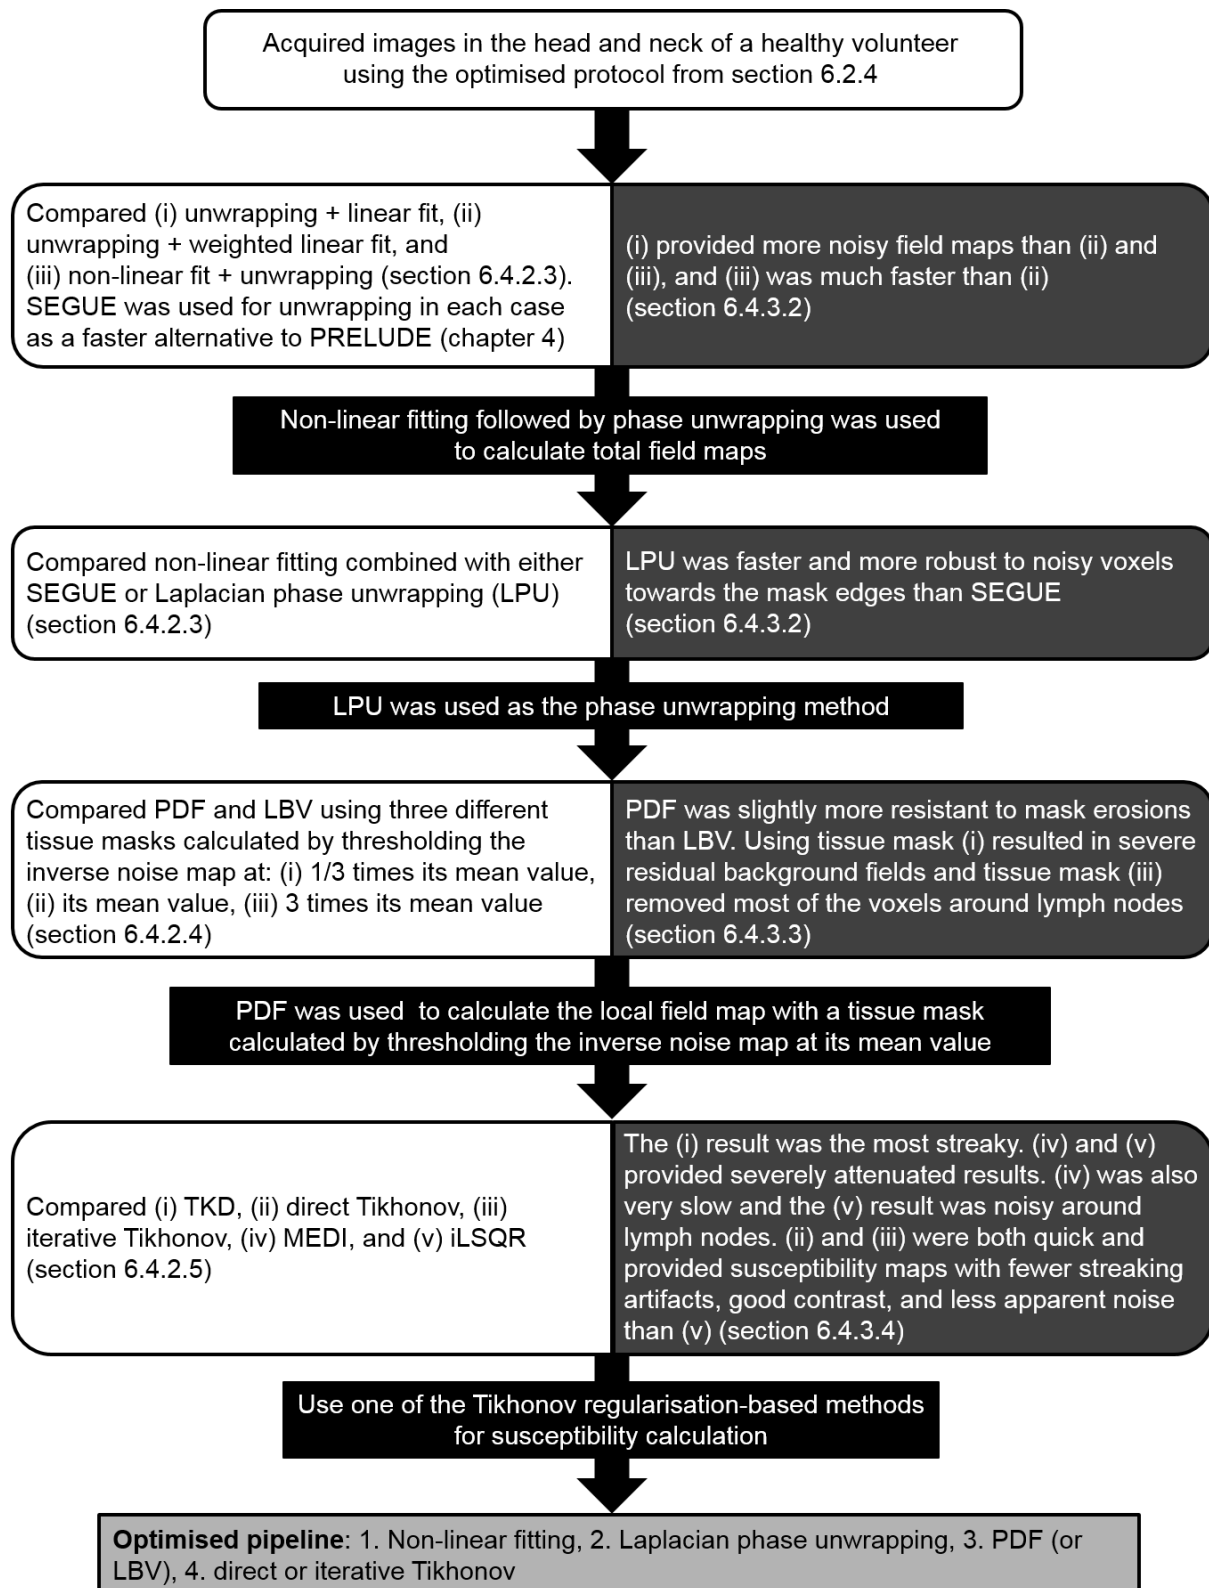 Acquired images in the head and neck of a healthy volunteer
using the optimised protocol from section 6.2.4
Compared (i) unwrapping + linear fit, (ii)
unwrapping + weighted linear fit, and
(iii) non-linear fit + unwrapping (section 6.4.2.3).
SEGUE was used for unwrapping in each case
as a faster alternative to PRELUDE (chapter 4)
(i) provided more noisy field maps than (ii) and
(iii), and (iii) was much faster than (ii)
(section 6.4.3.2)
Non-linear fitting followed by phase unwrapping was used
to calculate total field maps
Compared non-linear fitting combined with either
SEGUE or Laplacian phase unwrapping (LPU)
(section 6.4.2.3)
LPU was faster and more robust to noisy voxels
towards the mask edges than SEGUE
(section 6.4.3.2)
LPU was used as the phase unwrapping method
Compared PDF and LBV using three different
tissue masks calculated by thresholding the
inverse noise map at: (i) 1/3 times its mean value,
(ii) its mean value, (iii) 3 times its mean value
(section 6.4.2.4)
PDF was slightly more resistant to mask erosions
than LBV. Using tissue mask (i) resulted in severe
residual background fields and tissue mask (iii)
removed most of the voxels around lymph nodes
(section 6.4.3.3)
PDF was used to calculate the local field map with a tissue mask
calculated by thresholding the inverse noise map at its mean value
Compared (i) TKD, (ii) direct Tikhonov, (iii)
iterative Tikhonov, (iv) MEDI, and (v) iLSQR
(section 6.4.2.5)
The (i) result was the most streaky. (iv) and (v)
provided severely attenuated results. (iv) was also
very slow and the (v) result was noisy around
lymph nodes. (ii) and (iii) were both quick and
provided susceptibility maps with fewer streaking
artifacts, good contrast, and less apparent noise
than (v) (section 6.4.3.4)
Use one of the Tikhonov regularisation-based methods
for susceptibility calculation
Optimised pipeline: 1. Non-linear fitting, 2. Laplacian phase unwrapping, 3. PDF (or
LBV), 4. direct or iterative Tikhonov